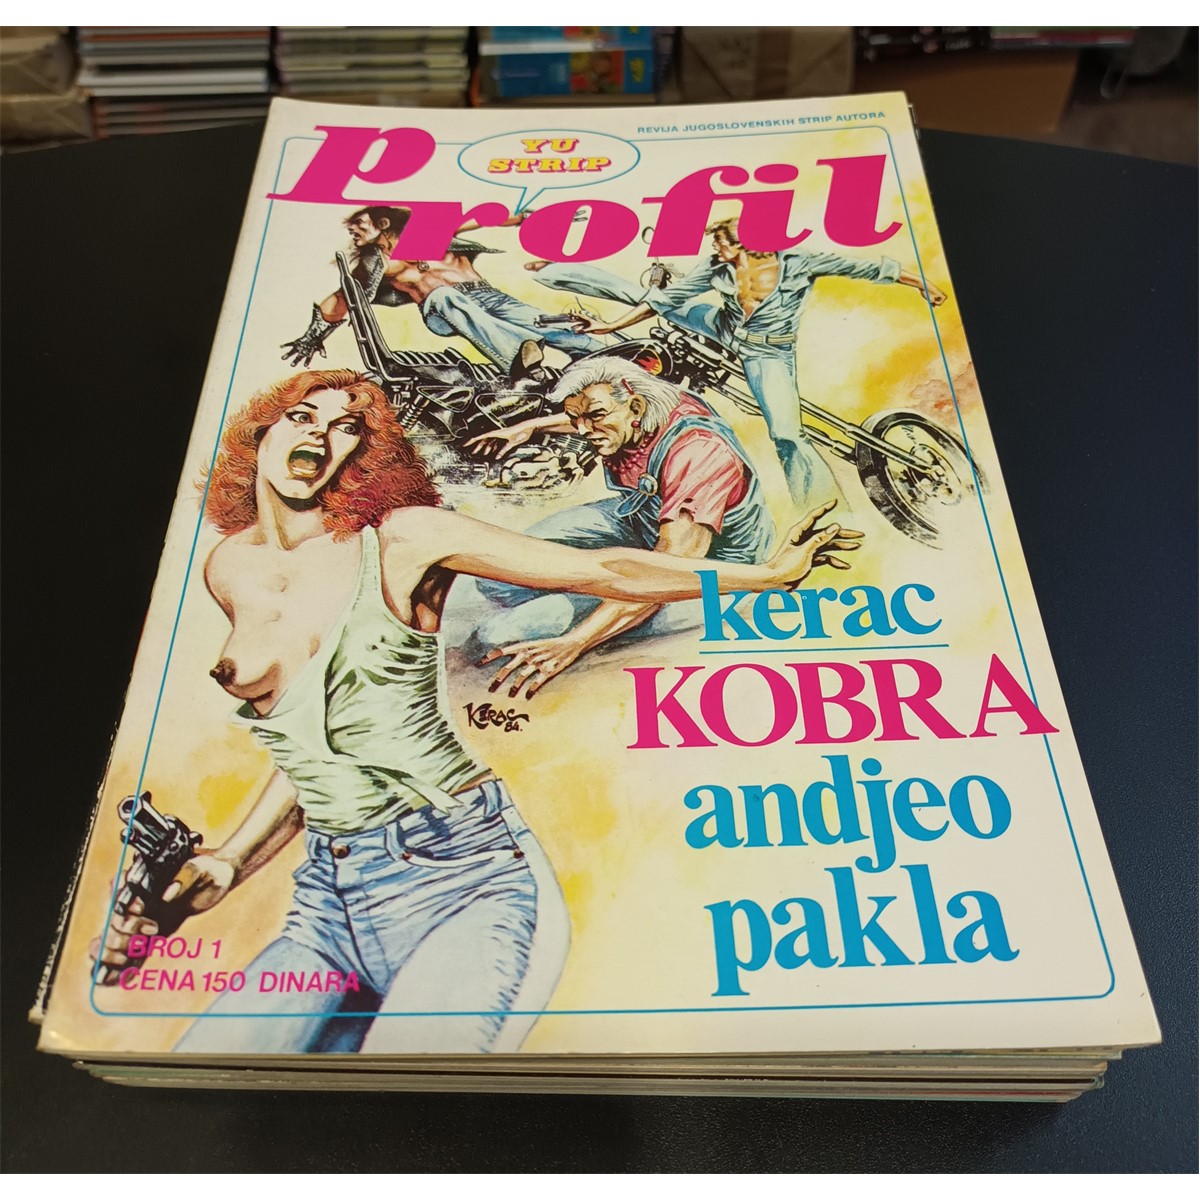 REVIJA JUGOSLOVENSKIH STRIP AUTORA
YU
STRIP
Profil
kerac
KOBRA
andjeo
pakla
KERAC
84.
BROJ 1
CENA 150 DINARA